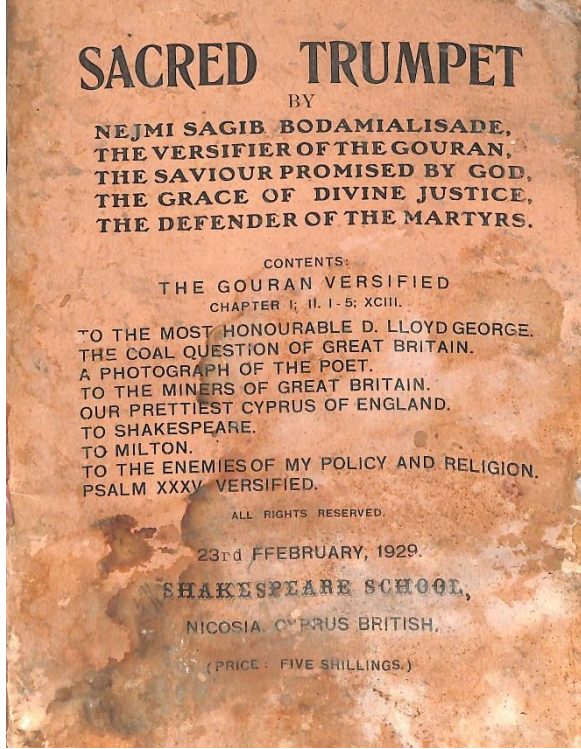 SACRED TRUMPET
BY
NEJMI SAGIB BODAMIALISADE,
THE VERSIFIER OF THE GOURAN,
THE SAVIOUR PROMISED BY GOD,
THE GRACE OF DIVINE JUSTICE,
THE DEFENDER OF THE MARTYRS.
CONTENTS:
THE GOURAN VERSIFIED
CHAPTER I; II. I-5; XCIII.
TO THE MOST HONOURABLE D. LLOYD GEORGE.
THE COAL QUESTION OF GREAT BRITAIN.
A PHOTOGRAPH OF THE POET.
TO THE MINERS OF GREAT BRITAIN.
OUR PRETTIEST CYPRUS OF ENGLAND.
TO SHAKESPEARE.
TO MILTON.
TO THE ENEMIES OF MY POLICY AND RELIGION.
PSALM XXXV. VERSIFIED.
ALL RIGHTS RESERVED.
23rd FFEBRUARY, 1929.
SHAKESPEARE SCHOOL,
NICOSIA, CYPRUS BRITISH.
(PRICE: FIVE SHILLINGS.)